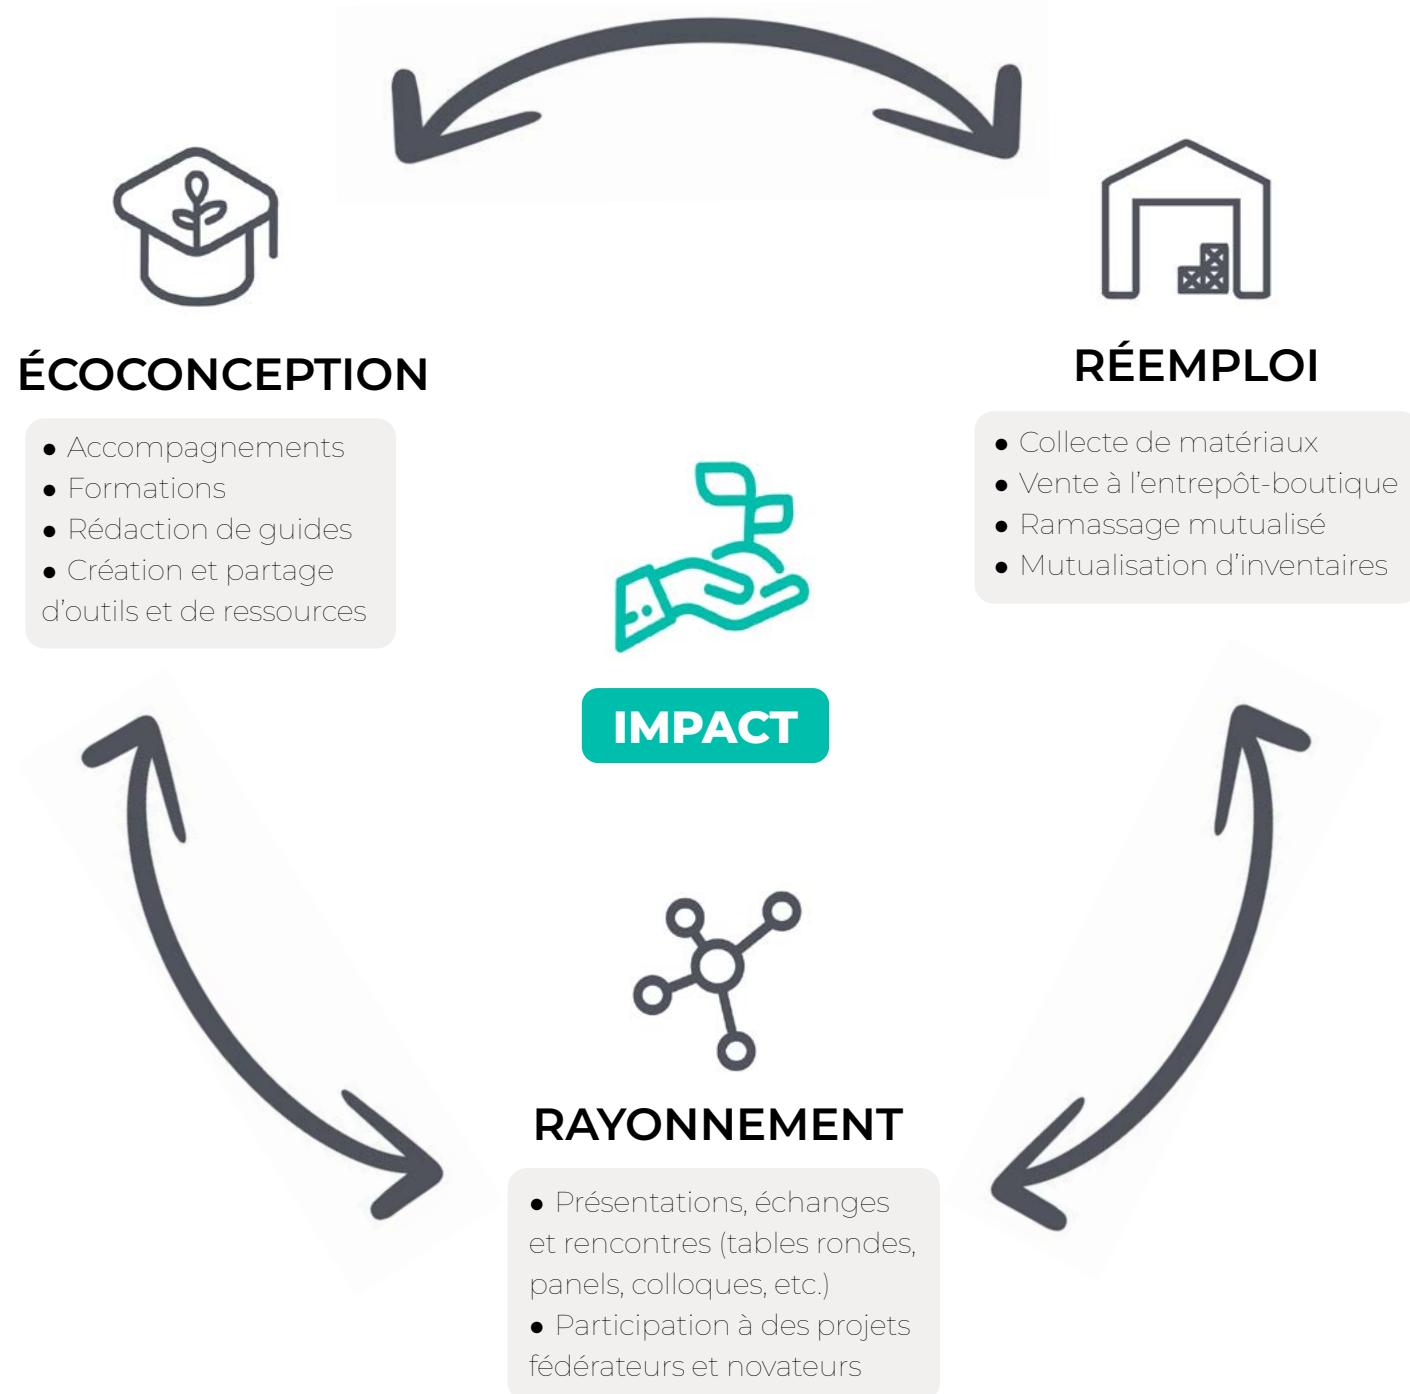 ÉCOCONCEPTION
● Accompagnements
● Formations
● Rédaction de guides
● Création et partage
d'outils et de ressources
RÉEMPLOI
● Collecte de matériaux
● Vente à l'entrepôt-boutique
● Ramassage mutualisé
● Mutualisation d'inventaires
IMPACT
RAYONNEMENT
● Présentations, échanges
et rencontres (tables rondes,
panels, colloques, etc.)
● Participation à des projets
fédérateurs et novateurs